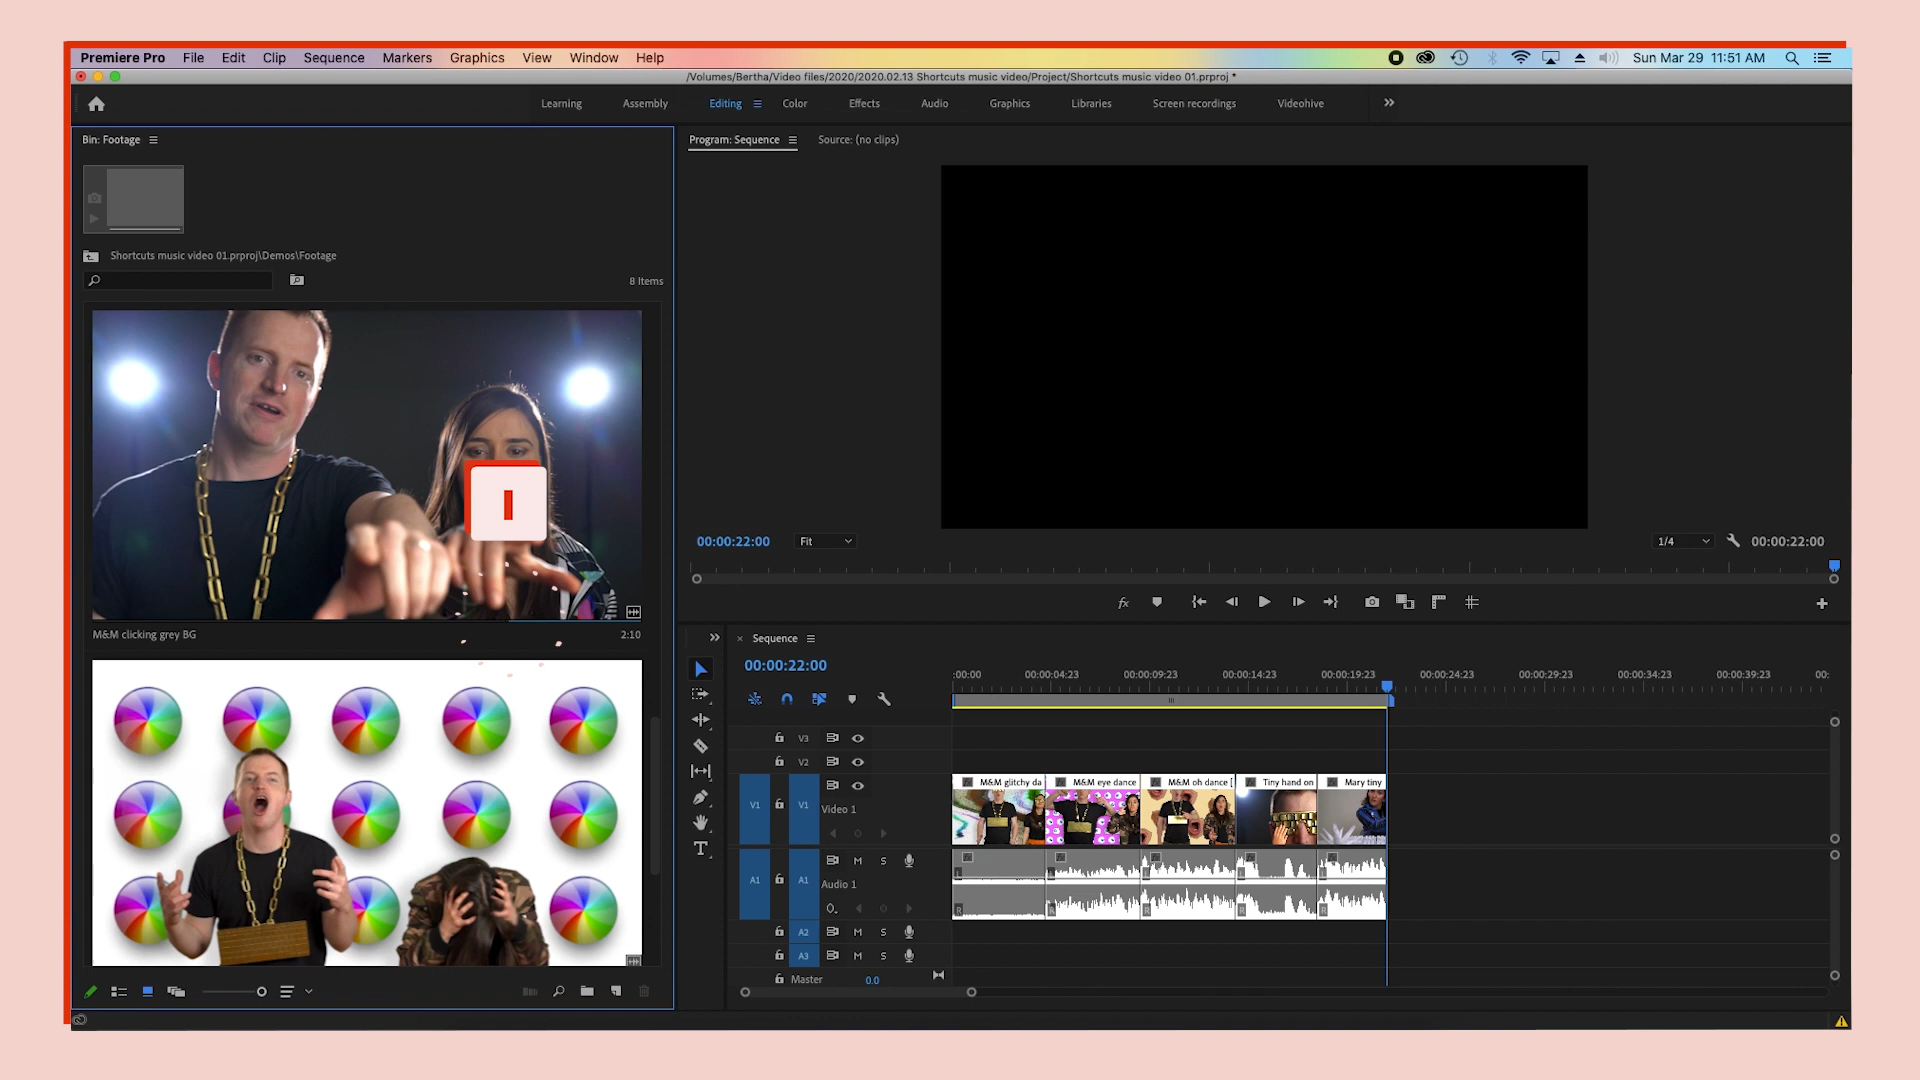 Premiere Pro File Edit Clip Sequence Markers Graphics View Window Help Sun Mar 29 11:51 AM
/Volumes/Bertha/Video files/2020/2020.02.13 Shortcuts music video/Project/Shortcuts music video 01.prproj *
Learning Assembly Editing Color Effects Audio Graphics Libraries Screen recordings Videohive
Bin: Footage
Program: Sequence Source: (no clips)
Shortcuts music video 01.prproj\Demos\Footage
8 Items
I
M&M clicking grey BG 2:10
00:00:22:00 Fit 1/4 00:00:22:00
Sequence
00:00:22:00
:00:00 00:00:04:23 00:00:09:23 00:00:14:23 00:00:19:23 00:00:24:23 00:00:29:23 00:00:34:23 00:00:39:23 00:
V3
V2
M&M glitchy da M&M eye dance M&M oh dance [ Tiny hand on Mary tiny
V1 V1 Video 1
M S
A1 A1 Audio 1
L L L L L
R R R R R
A2 M S
A3 M S
Master 0.0